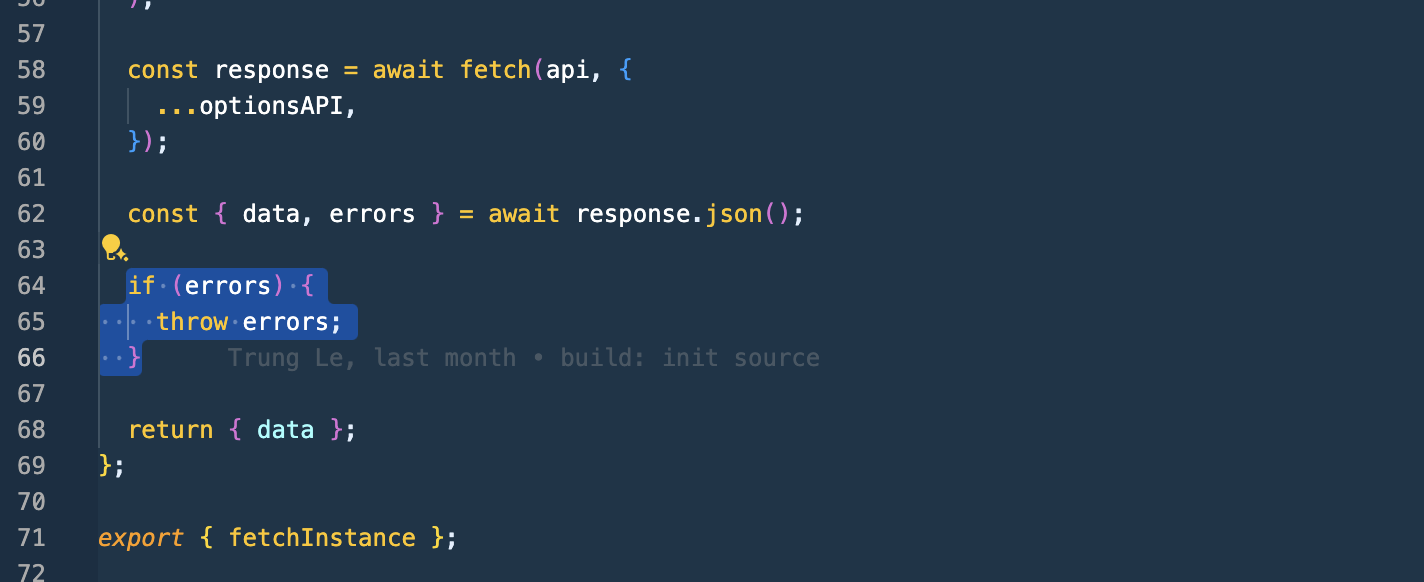 56 );
57
58 const response = await fetch(api, {
59 ...optionsAPI,
60 });
61
62 const { data, errors } = await response.json();
63
64 if (errors) {
65 throw errors;
66 } Trung Le, last month • build: init source
67
68 return { data };
69 };
70
71 export { fetchInstance };
72